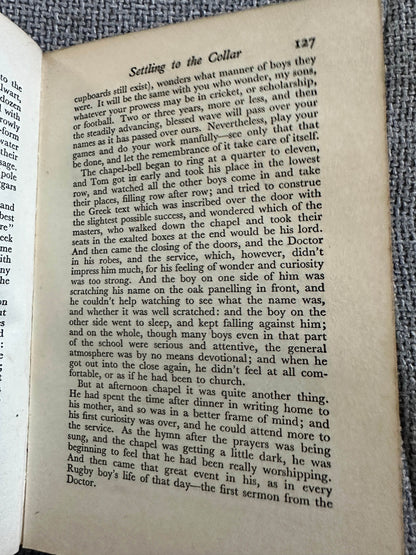 Settling to the Collar 127
cupboards still exist), wonders what manner of boys they
were. It will be the same with you who wonder, my sons,
whatever your prowess may be in cricket, or scholarship
or football. Two or three years, more or less, and then
the steadily advancing, blessed wave will pass over your
names as it has passed over ours. Nevertheless, play your
games and do your work manfully—see only that that
be done, and let the remembrance of it take care of itself.
The chapel-bell began to ring at a quarter to eleven,
and Tom got in early and took his place in the lowest
row, and watched all the other boys come in and take
their places, filling row after row; and tried to construe
the Greek text which was inscribed over the door with
the slightest possible success, and wondered which of the
masters, who walked down the chapel and took their
seats in the exalted boxes at the end would be his lord.
And then came the closing of the doors, and the Doctor
in his robes, and the service, which, however, didn't
impress him much, for his feeling of wonder and curiosity
was too strong. And the boy on one side of him was
scratching his name on the oak panelling in front, and
he couldn't help watching to see what the name was,
and whether it was well scratched: and the boy on the
other side went to sleep, and kept falling against him;
and on the whole, though many boys even in that part
of the school were serious and attentive, the general
atmosphere was by no means devotional; and when he
got out into the close again, he didn't feel at all com-
fortable, or as if he had been to church.
But at afternoon chapel it was quite another thing.
He had spent the time after dinner in writing home to
his mother, and so was in a better frame of mind; and
his first curiosity was over, and he could attend more to
the service. As the hymn after the prayers was being
sung, and the chapel was getting a little dark, he was
beginning to feel that he had been really worshipping.
And then came that great event in his, as in every
Rugby boy's life of that day—the first sermon from the
Doctor.